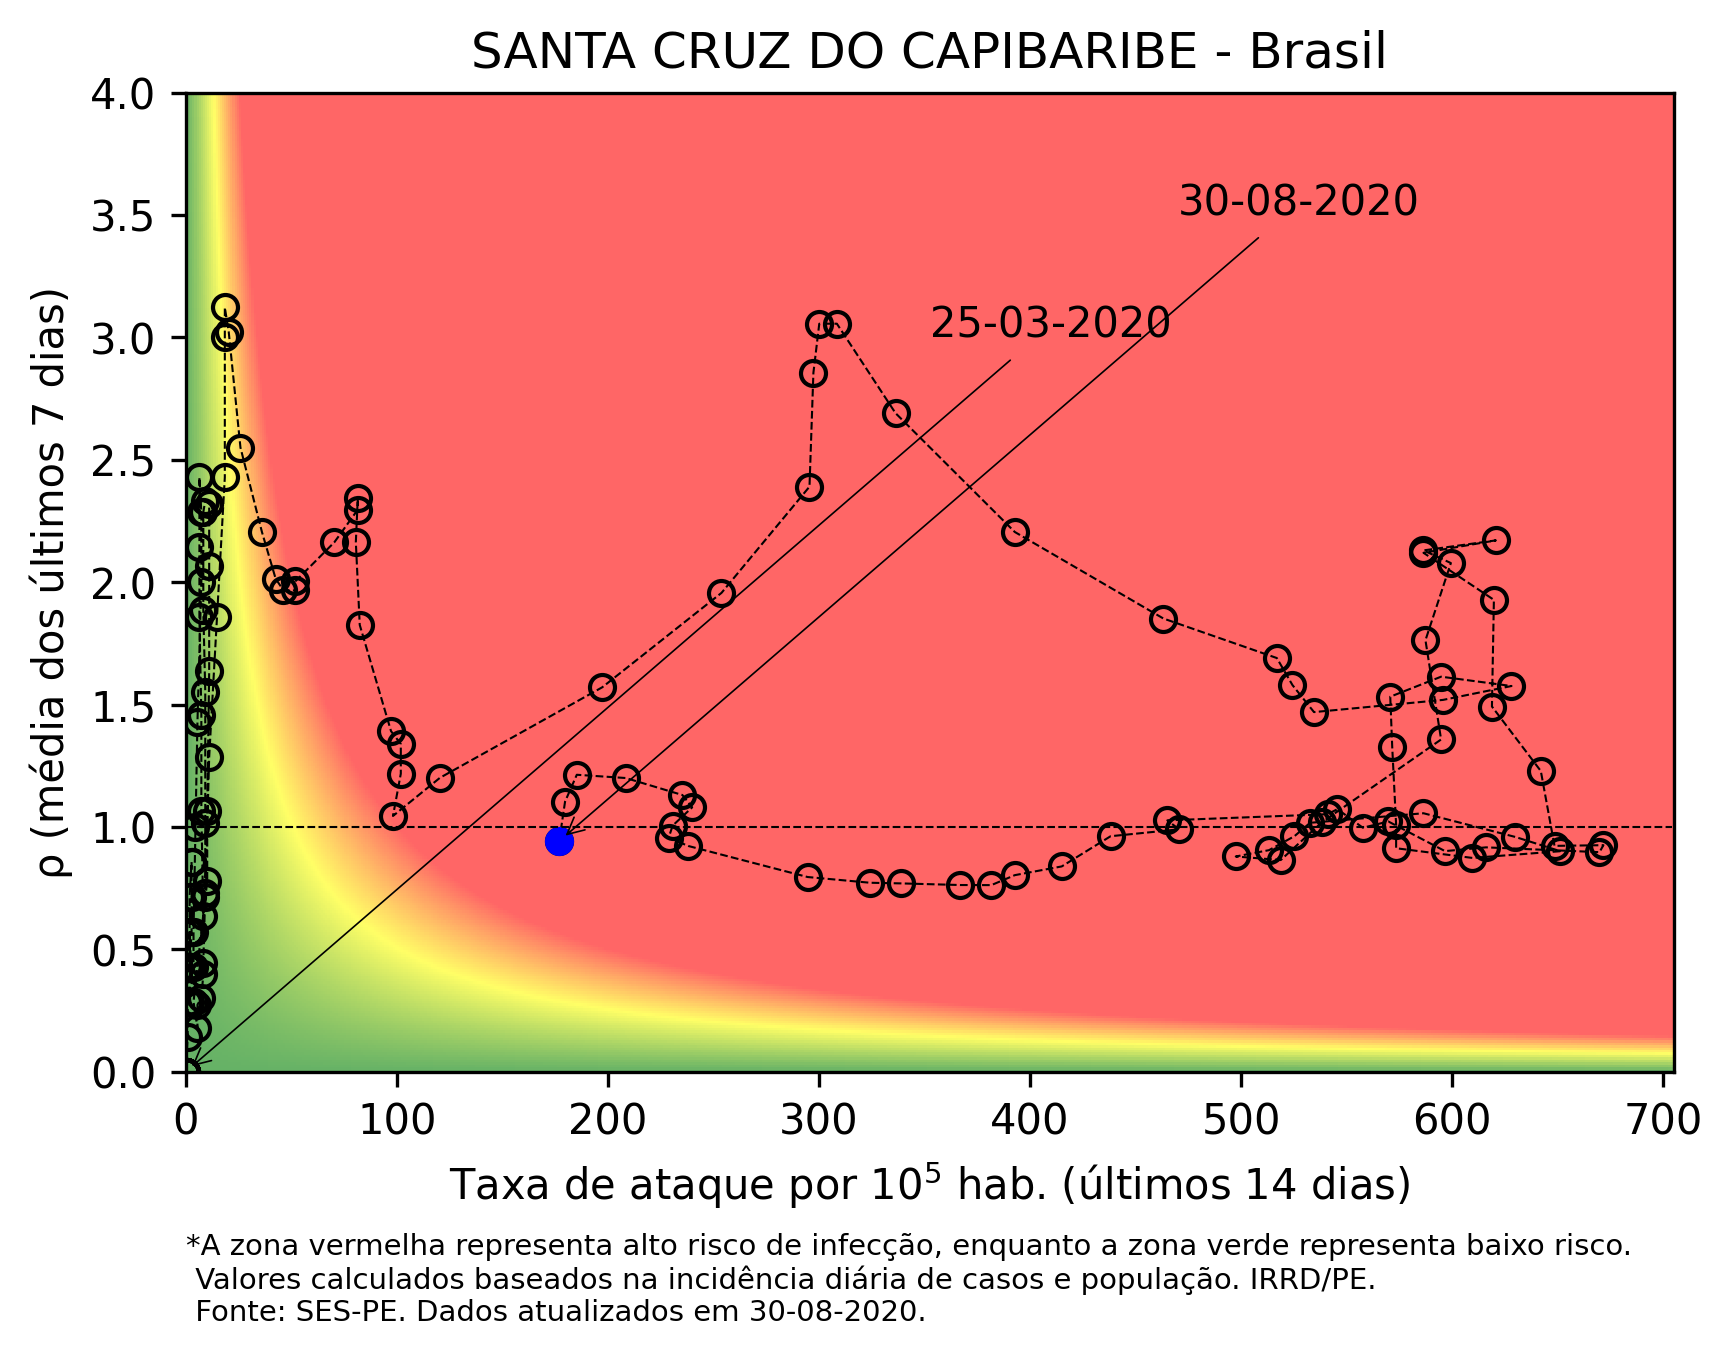 SANTA CRUZ DO CAPIBARIBE - Brasil
4.0
3.5
3.0
2.5
2.0
1.5
1.0
0.5
0.0
ρ (média dos últimos 7 dias)
30-08-2020
25-03-2020
0 100 200 300 400 500 600 700
Taxa de ataque por 10⁵ hab. (últimos 14 dias)
*A zona vermelha representa alto risco de infecção, enquanto a zona verde representa baixo risco.
Valores calculados baseados na incidência diária de casos e população. IRRD/PE.
Fonte: SES-PE. Dados atualizados em 30-08-2020.